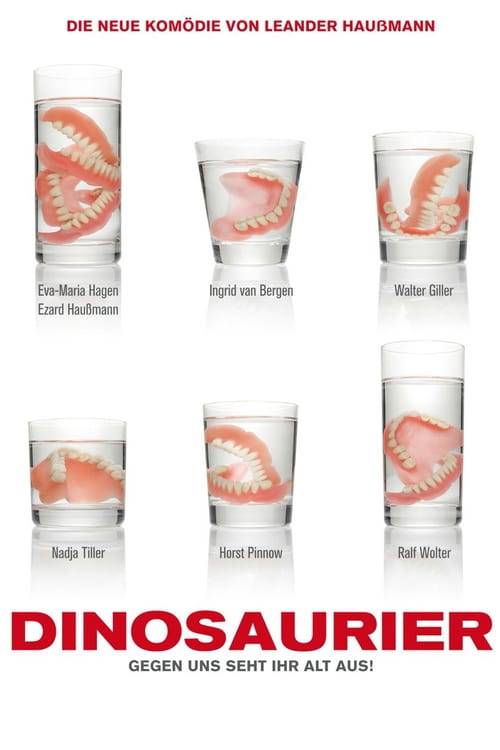 DIE NEUE KOMÖDIE VON LEANDER HAUßMANN
Eva-Maria Hagen
Ezard Haußmann
Ingrid van Bergen
Walter Giller
Nadja Tiller
Horst Pinnow
Ralf Wolter
DINOSAURIER
GEGEN UNS SEHT IHR ALT AUS!